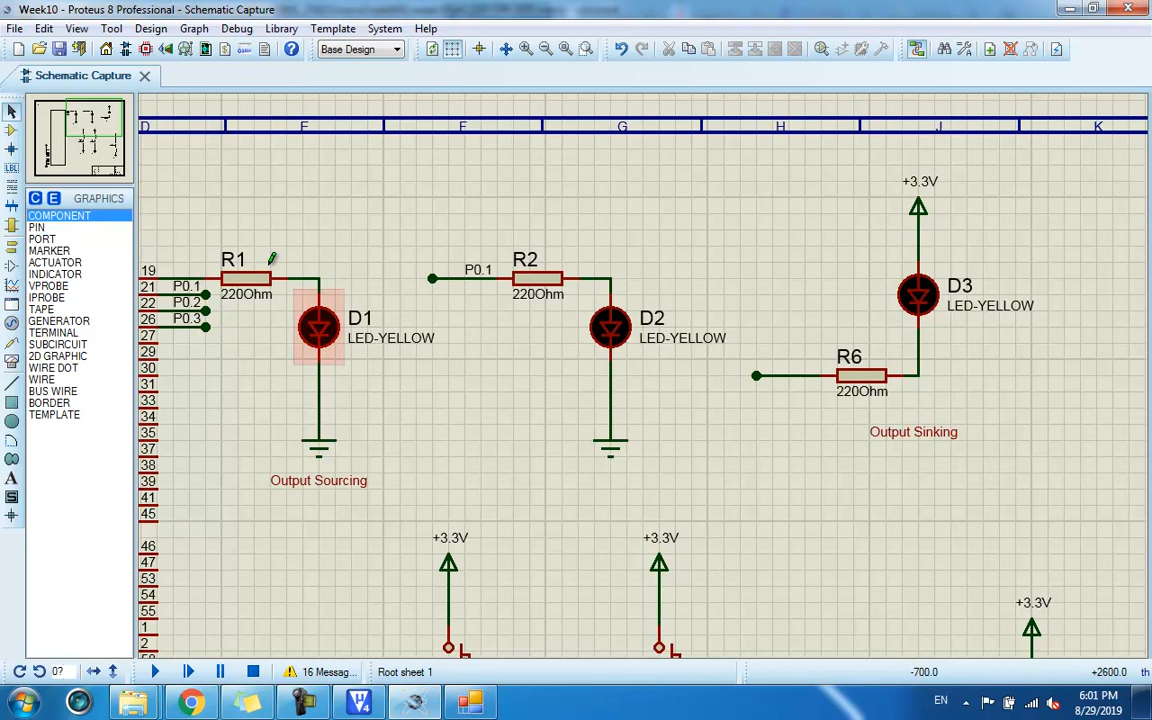 Week10 - Proteus 8 Professional - Schematic Capture
File Edit View Tool Design Graph Debug Library Template System Help
Base Design
Schematic Capture
D E F G H J K
C E GRAPHICS
COMPONENT
PIN
PORT
MARKER
ACTUATOR
INDICATOR
VPROBE
IPROBE
TAPE
GENERATOR
TERMINAL
SUBCIRCUIT
2D GRAPHIC
WIRE DOT
WIRE
BUS WIRE
BORDER
TEMPLATE
LBL
A
S
+3.3V
R1
220Ohm
R2
220Ohm
19
21 P0.1
22 P0.2
26 P0.3
27
29
30
31
33
34
35
37
38
39
41
45
46
47
53
54
55
1
2
P0.1
D1
LED-YELLOW
D2
LED-YELLOW
D3
LED-YELLOW
R6
220Ohm
Output Sinking
Output Sourcing
+3.3V
+3.3V
+3.3V
0?
16 Messag...
Root sheet 1
-700.0
+2600.0
th
EN
6:01 PM
8/29/2019